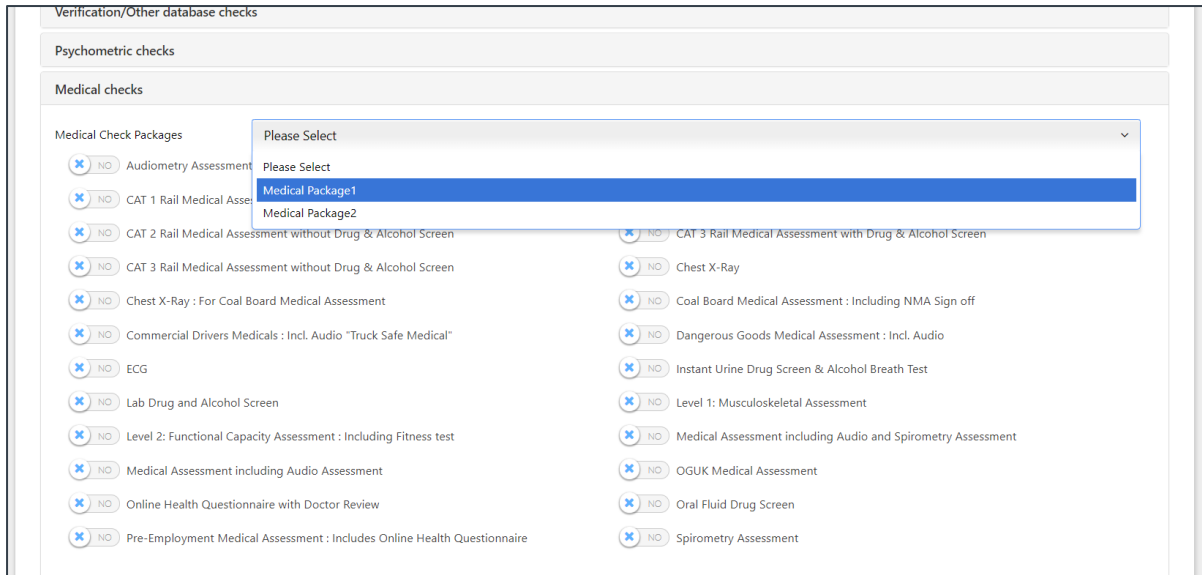 Verification/Other database checks
Psychometric checks
Medical checks
Medical Check Packages
Please Select
Please Select
Medical Package1
Medical Package2
NO Audiometry Assessment
NO CAT 1 Rail Medical
NO CAT 2 Rail Medical Assessment without Drug & Alcohol Screen
NO CAT 3 Rail Medical Assessment with Drug & Alcohol Screen
NO CAT 3 Rail Medical Assessment without Drug & Alcohol Screen
NO Chest X-Ray
NO Chest X-Ray : For Coal Board Medical Assessment
NO Coal Board Medical Assessment : Including NMA Sign off
NO Commercial Drivers Medicals : Incl. Audio "Truck Safe Medical"
NO Dangerous Goods Medical Assessment : Incl. Audio
NO ECG
NO Instant Urine Drug Screen & Alcohol Breath Test
NO Lab Drug and Alcohol Screen
NO Level 1: Musculoskeletal Assessment
NO Level 2: Functional Capacity Assessment : Including Fitness test
NO Medical Assessment including Audio and Spirometry Assessment
NO Medical Assessment including Audio Assessment
NO OGUK Medical Assessment
NO Online Health Questionnaire with Doctor Review
NO Oral Fluid Drug Screen
NO Pre-Employment Medical Assessment : Includes Online Health Questionnaire
NO Spirometry Assessment